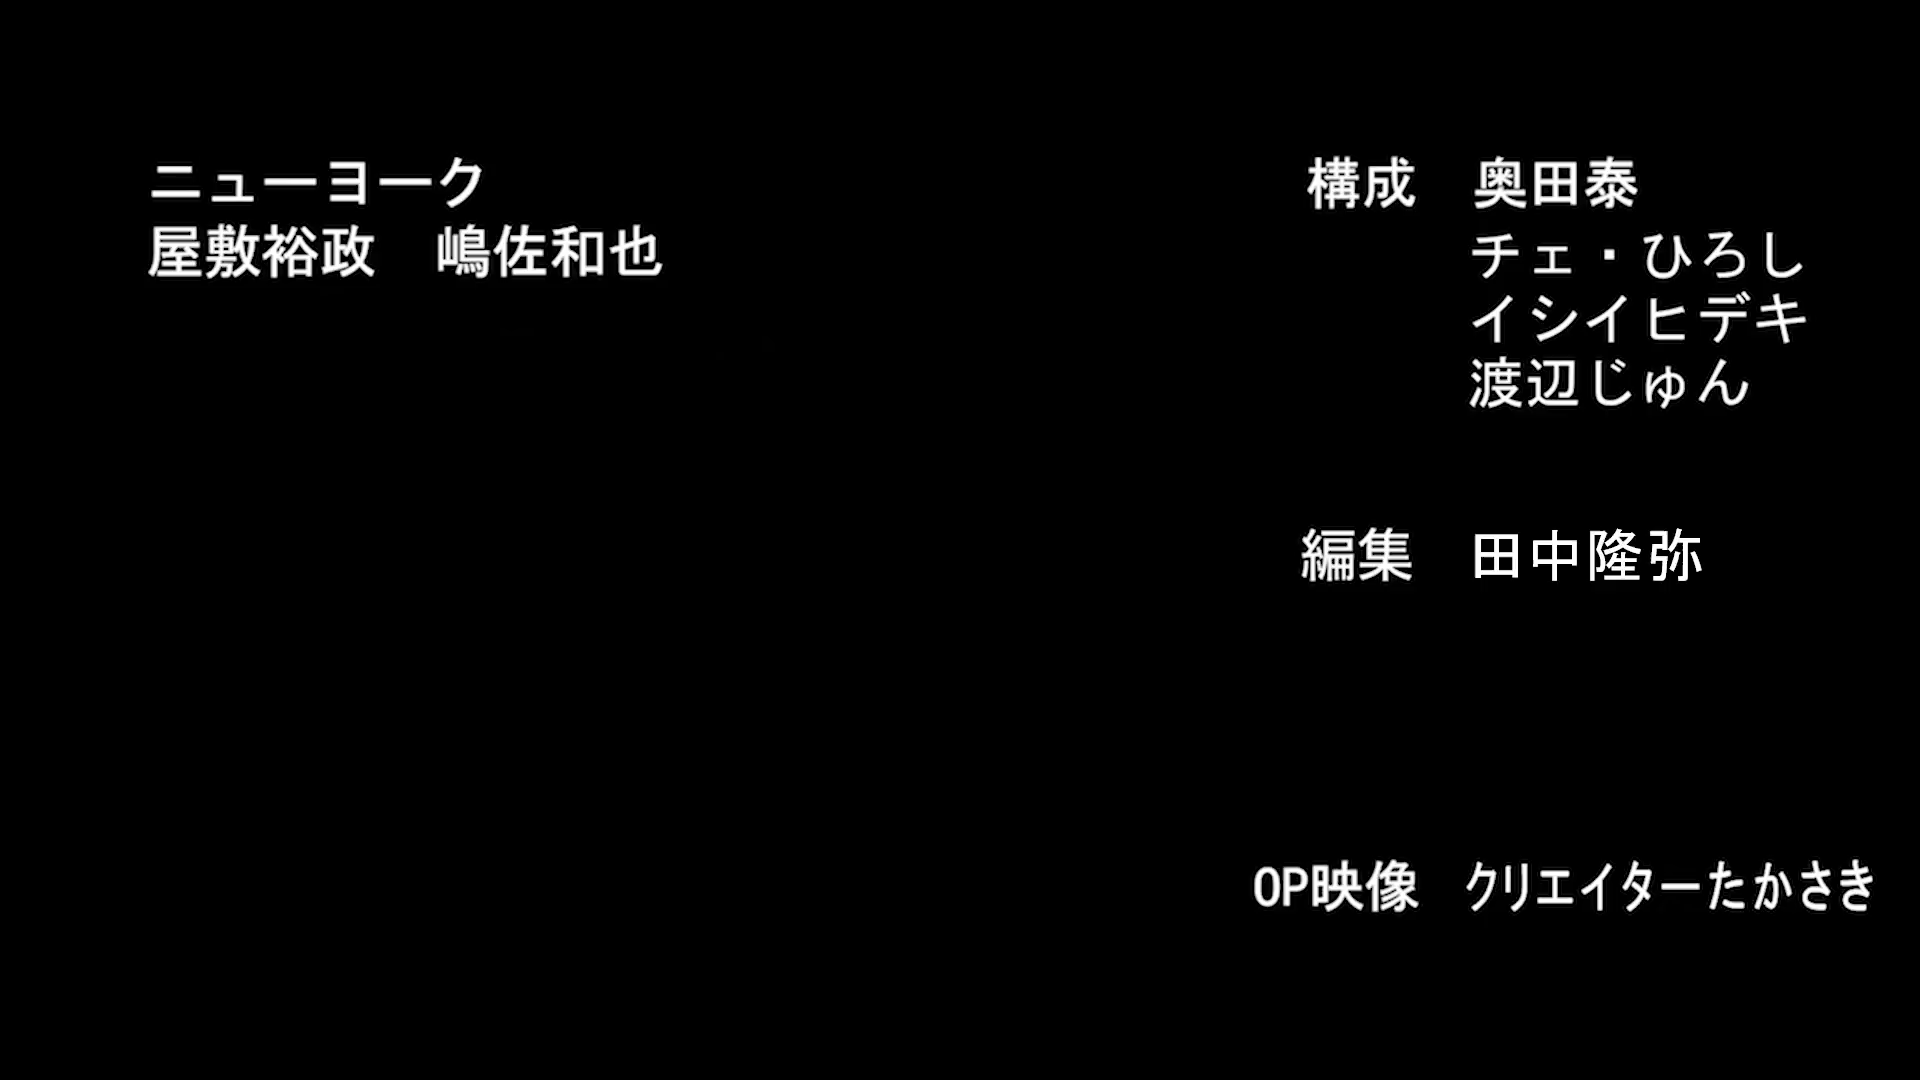 ニューヨーク
屋敷裕政　嶋佐和也
構成　奥田泰
チェ・ひろし
イシイヒデキ
渡辺じゅん
編集　田中隆弥
OP映像　クリエイターたかさき